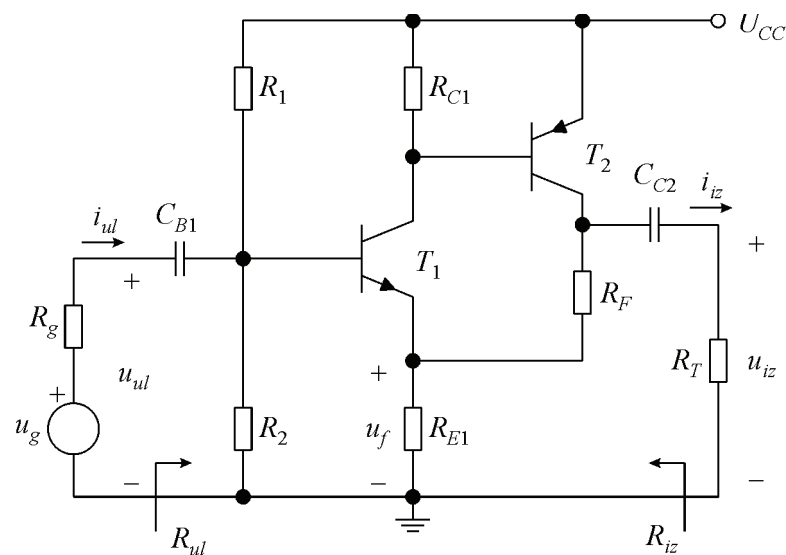 U_CC
R_1
R_C1
T_2
C_C2
i_iz
i_ul
C_B1
+
T_1
+
R_F
R_g
+
R_T
u_iz
+
u_ul
u_g
R_2
u_f
R_E1
−
−
−
R_ul
R_iz